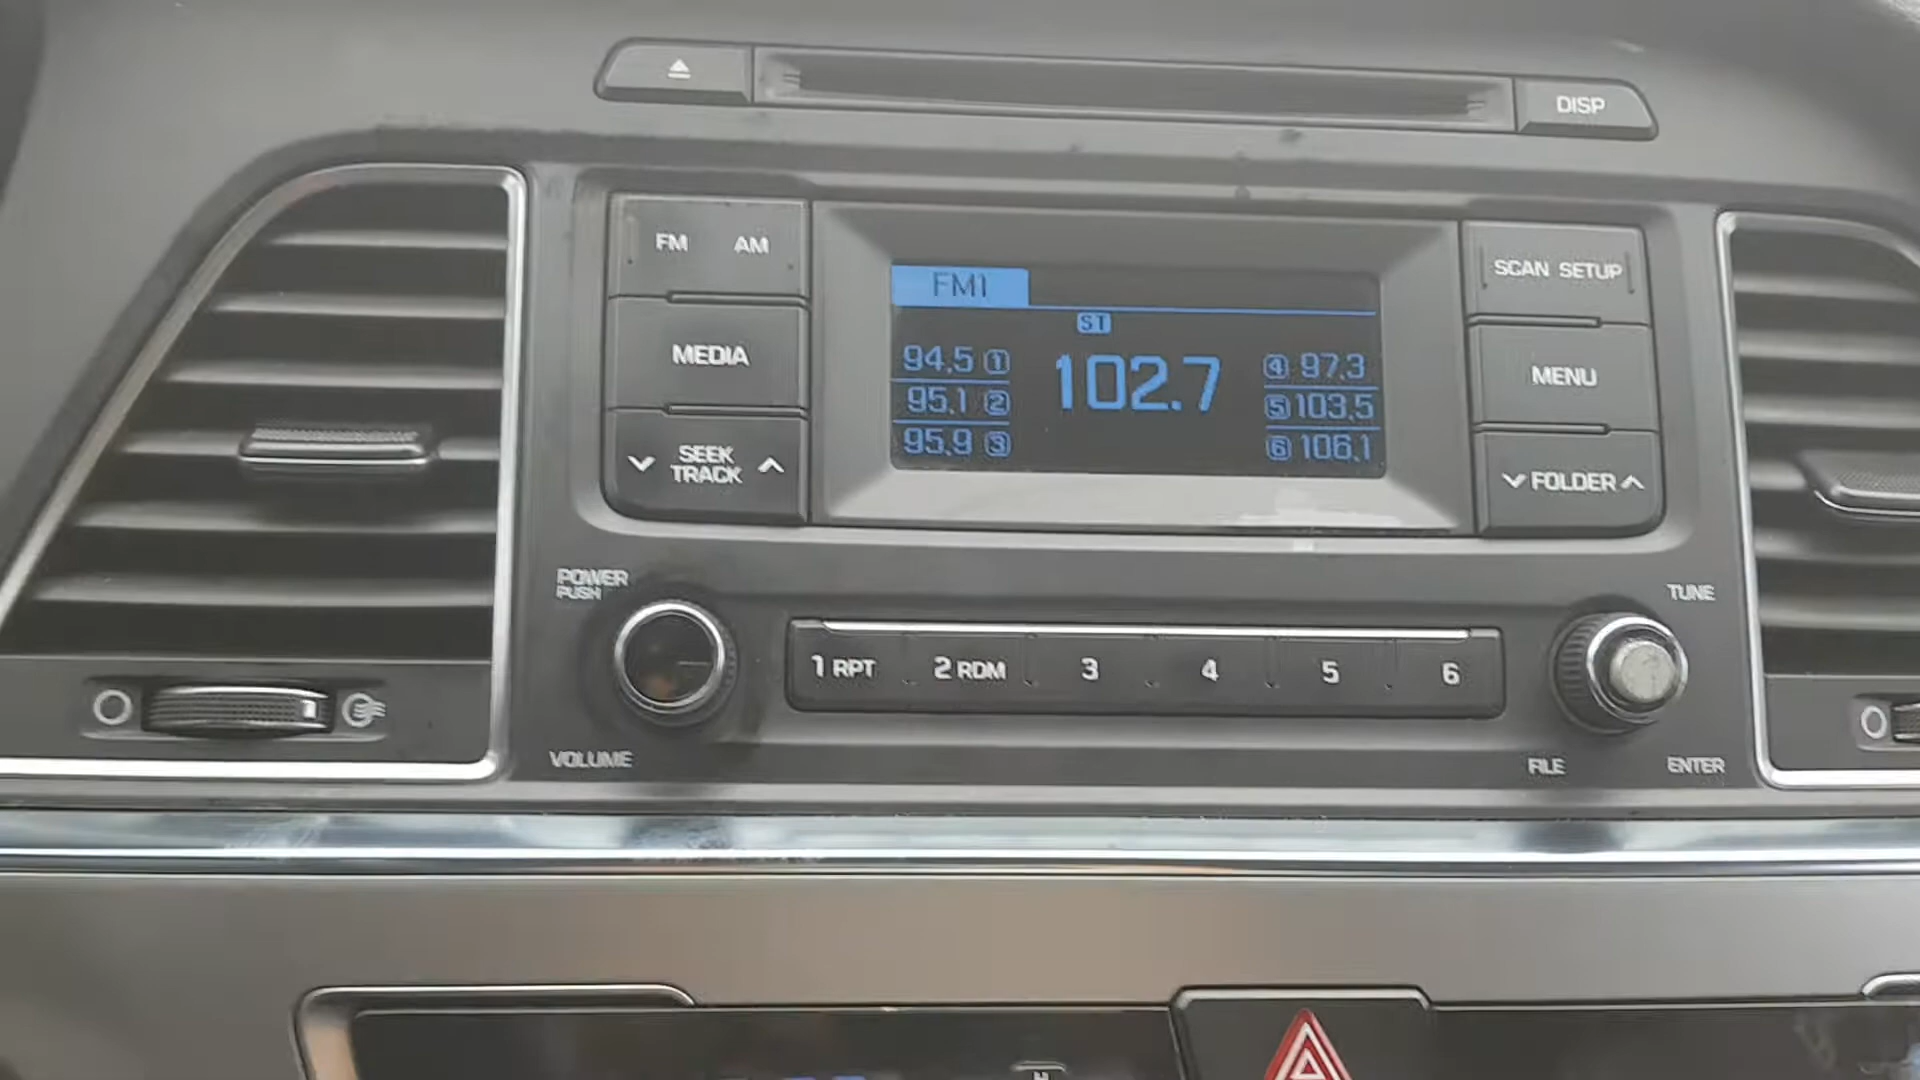 DISP
FM AM
SCAN SETUP
FM1
ST
MEDIA
94.5 1
102.7
4 97.3
MENU
95.1 2
5 103.5
95.9 3
6 106.1
SEEK
TRACK
FOLDER
POWER
PUSH
TUNE
1 RPT 2 RDM 3 4 5 6
VOLUME
FILE
ENTER